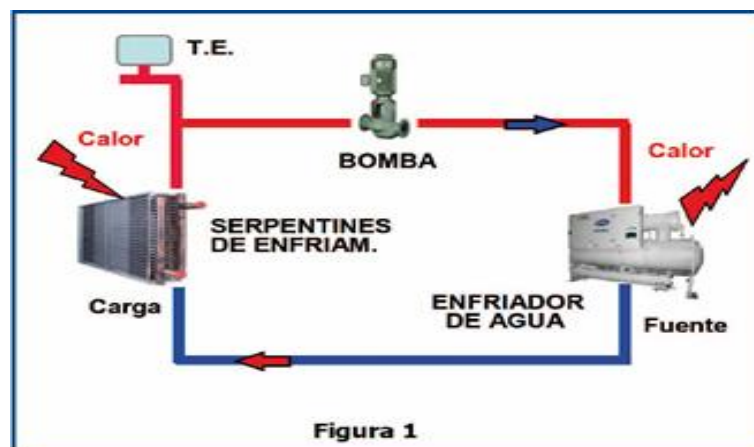 T.E.
Calor
BOMBA
Calor
SERPENTINES
DE ENFRIAM.
Carga
ENFRIADOR
DE AGUA
Fuente
Figura 1